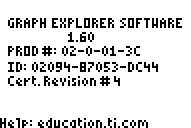 GRAPH EXPLORER SOFTWARE
1.60
PROD #: 02-0-01-3C
ID: 02094-87053-DC44
Cert. Revision # 4
Help: education.ti.com